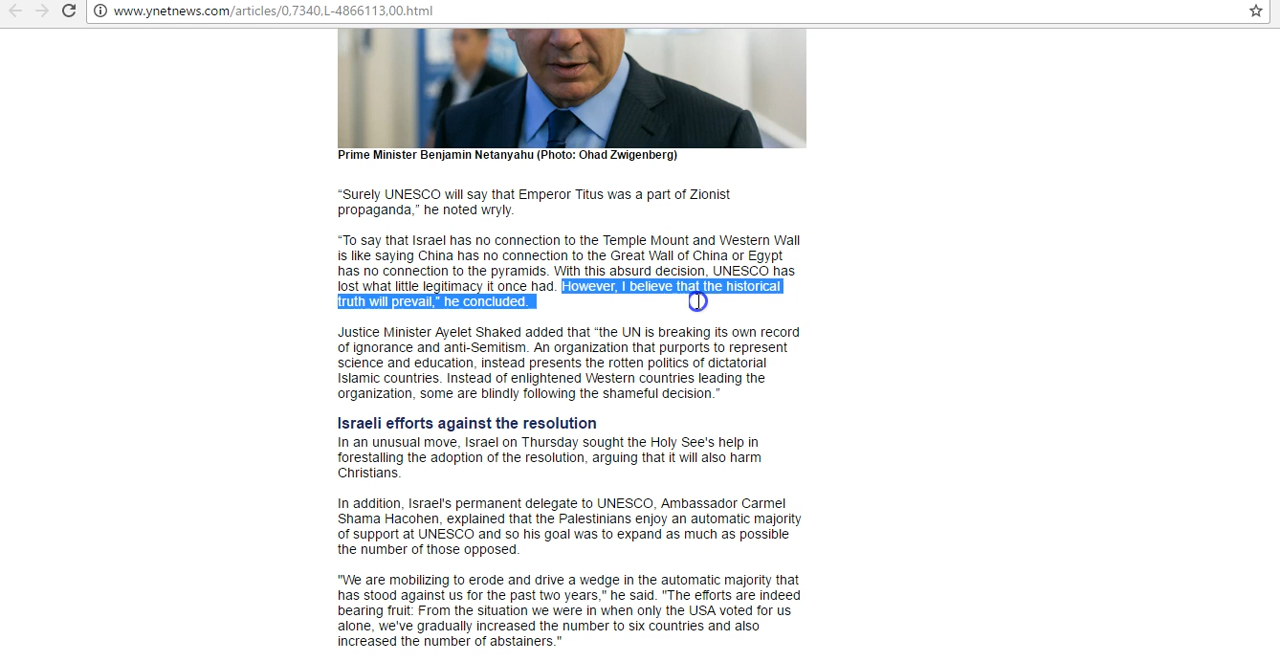 www.ynetnews.com/articles/0,7340,L-4866113,00.html
Prime Minister Benjamin Netanyahu (Photo: Ohad Zwigenberg)
“Surely UNESCO will say that Emperor Titus was a part of Zionist
propaganda,” he noted wryly.
“To say that Israel has no connection to the Temple Mount and Western Wall
is like saying China has no connection to the Great Wall of China or Egypt
has no connection to the pyramids. With this absurd decision, UNESCO has
lost what little legitimacy it once had. However, I believe that the historical
truth will prevail,” he concluded.
Justice Minister Ayelet Shaked added that “the UN is breaking its own record
of ignorance and anti-Semitism. An organization that purports to represent
science and education, instead presents the rotten politics of dictatorial
Islamic countries. Instead of enlightened Western countries leading the
organization, some are blindly following the shameful decision.”
Israeli efforts against the resolution
In an unusual move, Israel on Thursday sought the Holy See's help in
forestalling the adoption of the resolution, arguing that it will also harm
Christians.
In addition, Israel's permanent delegate to UNESCO, Ambassador Carmel
Shama Hacohen, explained that the Palestinians enjoy an automatic majority
of support at UNESCO and so his goal was to expand as much as possible
the number of those opposed.
"We are mobilizing to erode and drive a wedge in the automatic majority that
has stood against us for the past two years," he said. "The efforts are indeed
bearing fruit: From the situation we were in when only the USA voted for us
alone, we've gradually increased the number to six countries and also
increased the number of abstainers."